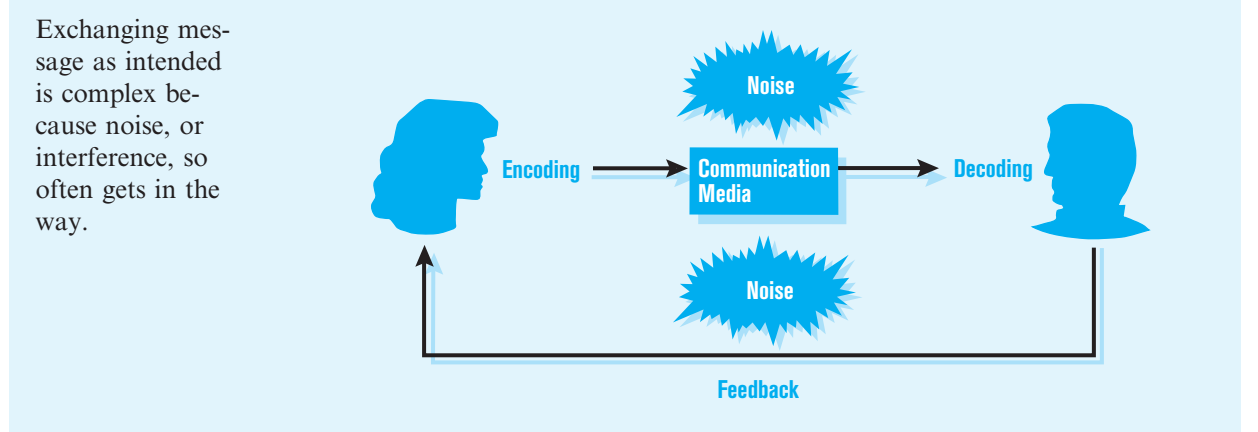 Exchanging mes-
sage as intended
is complex be-
cause noise, or
interference, so
often gets in the
way.
Noise
Encoding
Communication
Media
Decoding
Noise
Feedback